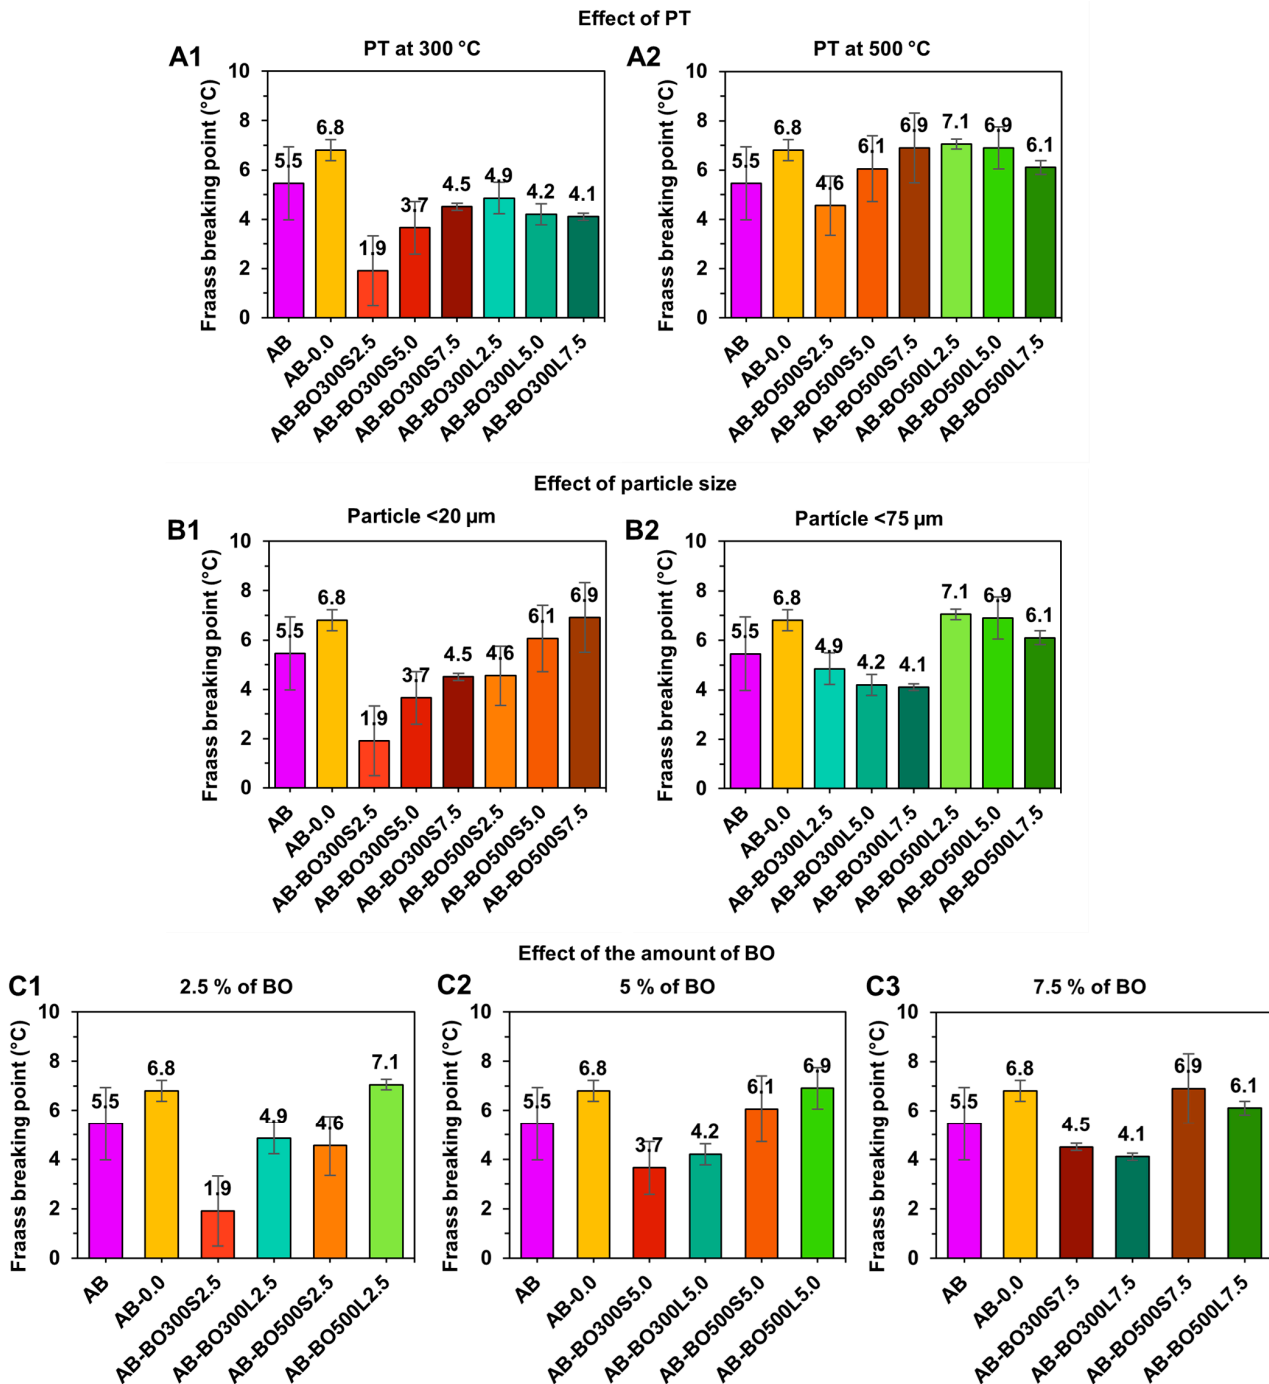 Effect of PT
A1
PT at 300 °C
Fraass breaking point (°C)
10
8
6
4
2
0
5.5
6.8
1.9
3.7
4.5
4.9
4.2
4.1
AB
AB-0.0
AB-BO300S2.5
AB-BO300S5.0
AB-BO300S7.5
AB-BO300L2.5
AB-BO300L5.0
AB-BO300L7.5
A2
PT at 500 °C
Fraass breaking point (°C)
10
8
6
4
2
0
5.5
6.8
4.6
6.1
6.9
7.1
6.9
6.1
AB
AB-0.0
AB-BO500S2.5
AB-BO500S5.0
AB-BO500S7.5
AB-BO500L2.5
AB-BO500L5.0
AB-BO500L7.5
Effect of particle size
B1
Particle <20 µm
Fraass breaking point (°C)
10
8
6
4
2
0
5.5
6.8
1.9
3.7
4.5
4.6
6.1
6.9
AB
AB-0.0
AB-BO300S2.5
AB-BO300S5.0
AB-BO300S7.5
AB-BO500S2.5
AB-BO500S5.0
AB-BO500S7.5
B2
Partícle <75 µm
Fraass breaking point (°C)
10
8
6
4
2
0
5.5
6.8
4.9
4.2
4.1
7.1
6.9
6.1
AB
AB-0.0
AB-BO300L2.5
AB-BO300L5.0
AB-BO300L7.5
AB-BO500L2.5
AB-BO500L5.0
AB-BO500L7.5
Effect of the amount of BO
C1
2.5 % of BO
Fraass breaking point (°C)
10
8
6
4
2
0
5.5
6.8
1.9
4.9
4.6
7.1
AB
AB-0.0
AB-BO300S2.5
AB-BO300L2.5
AB-BO500S2.5
AB-BO500L2.5
C2
5 % of BO
Fraass breaking point (°C)
10
8
6
4
2
0
5.5
6.8
3.7
4.2
6.1
6.9
AB
AB-0.0
AB-BO300S5.0
AB-BO300L5.0
AB-BO500S5.0
AB-BO500L5.0
C3
7.5 % of BO
Fraass breaking point (°C)
10
8
6
4
2
0
5.5
6.8
4.5
4.1
6.9
6.1
AB
AB-0.0
AB-BO300S7.5
AB-BO300L7.5
AB-BO500S7.5
AB-BO500L7.5